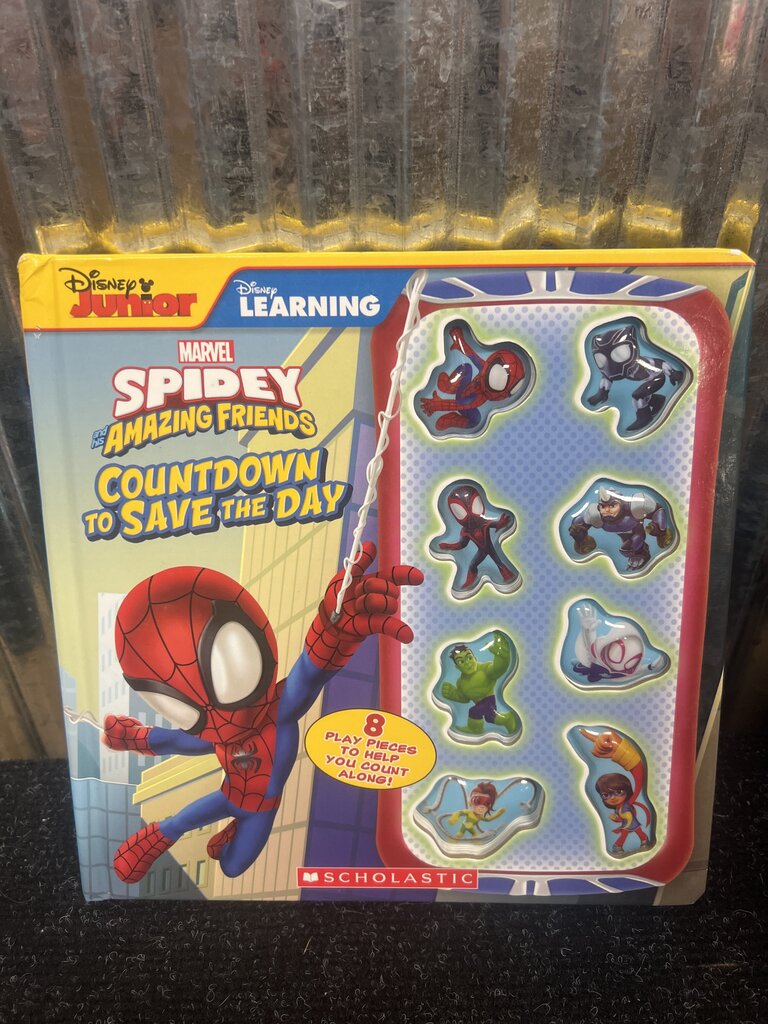 Disney Junior
Disney LEARNING
MARVEL
SPIDEY
and his AMAZING FRIENDS
COUNTDOWN
TO SAVE THE DAY
8
PLAY PIECES
TO HELP
YOU COUNT
ALONG!
SCHOLASTIC